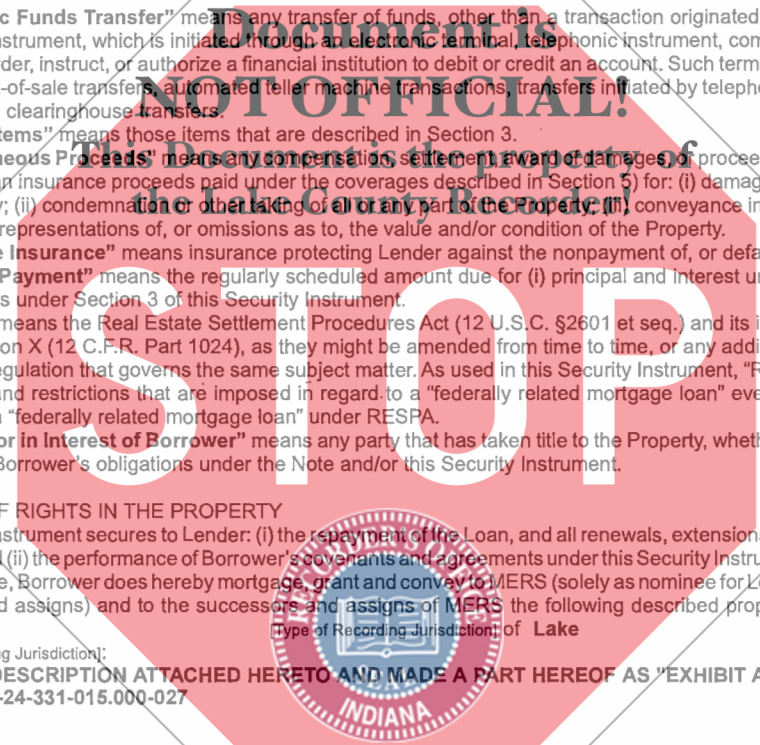 c Funds Transfer” means any transfer of funds, other than a transaction originated
strument, which is initiated through an electronic terminal, telephonic instrument, com
der, instruct, or authorize a financial institution to debit or credit an account. Such term
-of-sale transfers, automated teller machine transactions, transfers initiated by telepho
clearinghouse transfers.
tems” means those items that are described in Section 3.
neous Proceeds” means any compensation, settlement, award of damages, or procee
n insurance proceeds paid under the coverages described in Section 5) for: (i) damag
y; (ii) condemnation or other taking of all or any part of the Property; (iii) conveyance in
epresentations of, or omissions as to, the value and/or condition of the Property.
e Insurance” means insurance protecting Lender against the nonpayment of, or defa
Payment” means the regularly scheduled amount due for (i) principal and interest un
s under Section 3 of this Security Instrument.
means the Real Estate Settlement Procedures Act (12 U.S.C. §2601 et seq.) and its i
on X (12 C.F.R. Part 1024), as they might be amended from time to time, or any addi
egulation that governs the same subject matter. As used in this Security Instrument, “R
and restrictions that are imposed in regard to a “federally related mortgage loan” eve
a “federally related mortgage loan” under RESPA.
or in Interest of Borrower” means any party that has taken title to the Property, wheth
Borrower’s obligations under the Note and/or this Security Instrument.
F RIGHTS IN THE PROPERTY
strument secures to Lender: (i) the repayment of the Loan, and all renewals, extension
d (ii) the performance of Borrower’s covenants and agreements under this Security Instru
e, Borrower does hereby mortgage, grant and convey to MERS (solely as nominee for Le
d assigns) and to the successors and assigns of MERS the following described prop
[Type of Recording Jurisdiction] of Lake
ng Jurisdiction]:
DESCRIPTION ATTACHED HERETO AND MADE A PART HEREOF AS "EXHIBIT A
-24-331-015.000-027
Document is
NOT OFFICIAL!
This Document is the property of
the Lake County Recorder!
STOP
RECORDER'S OFFICE
SEAL
INDIANA